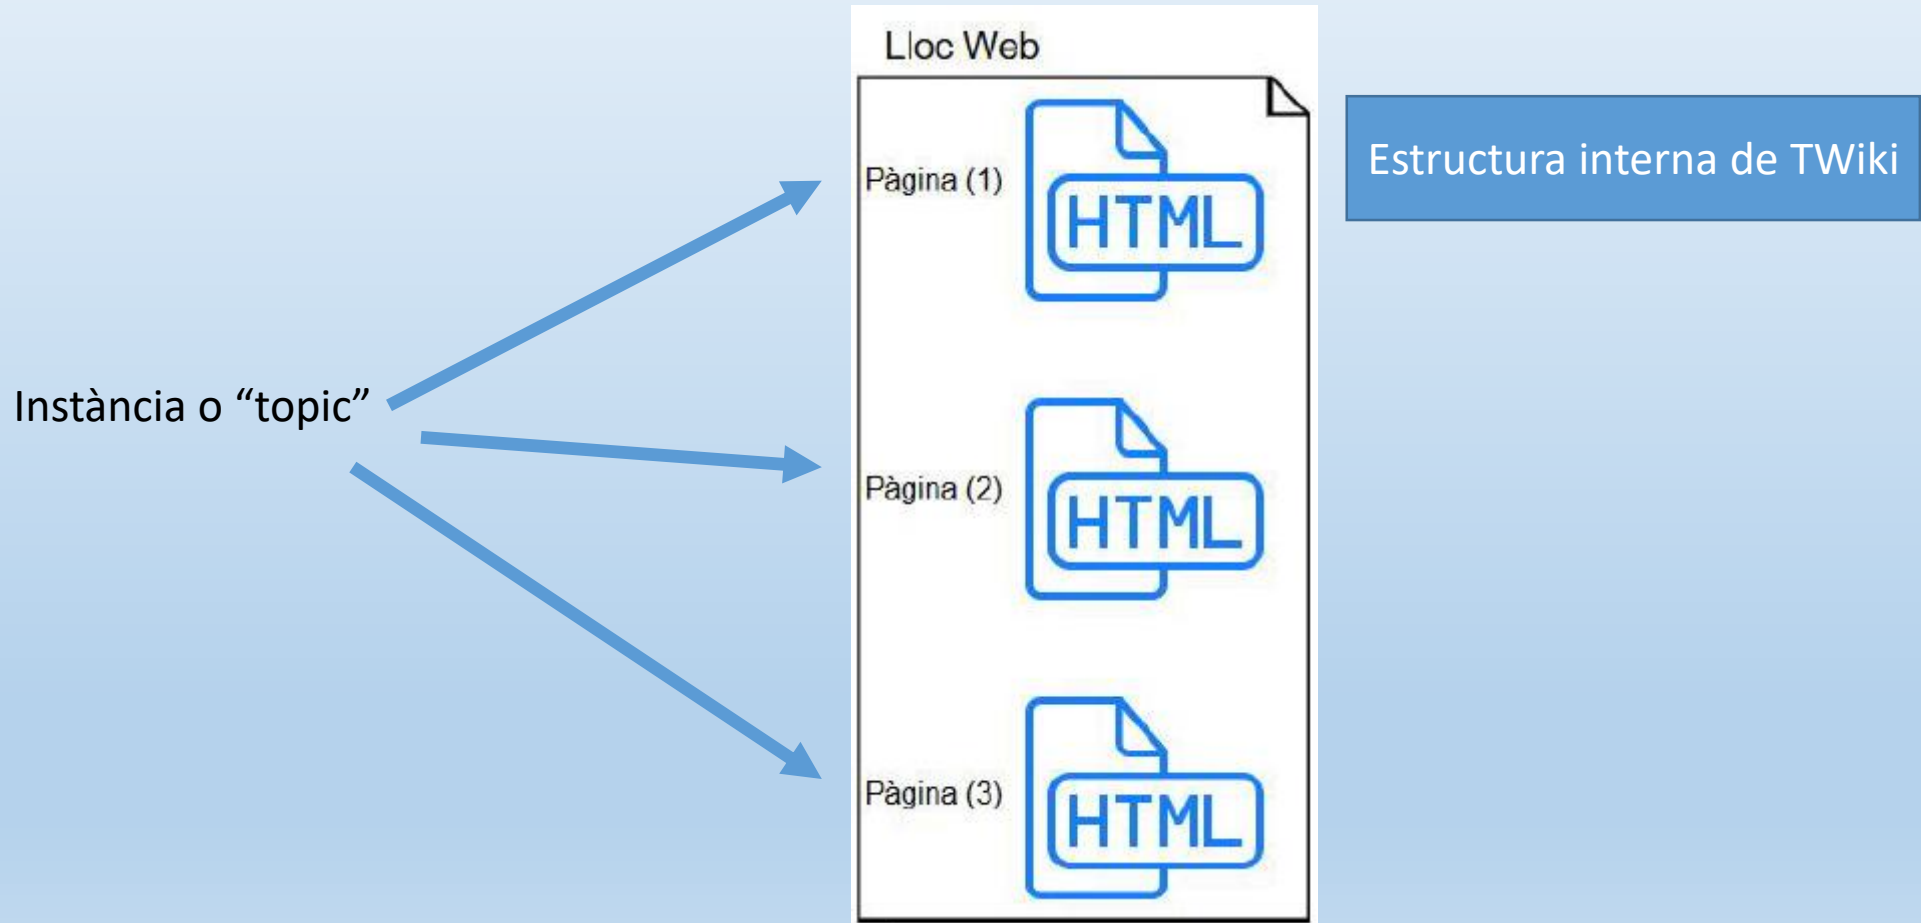 Lloc Web
Estructura interna de TWiki
Pàgina (1)
HTML
Instància o “topic”
Pàgina (2)
HTML
Pàgina (3)
HTML